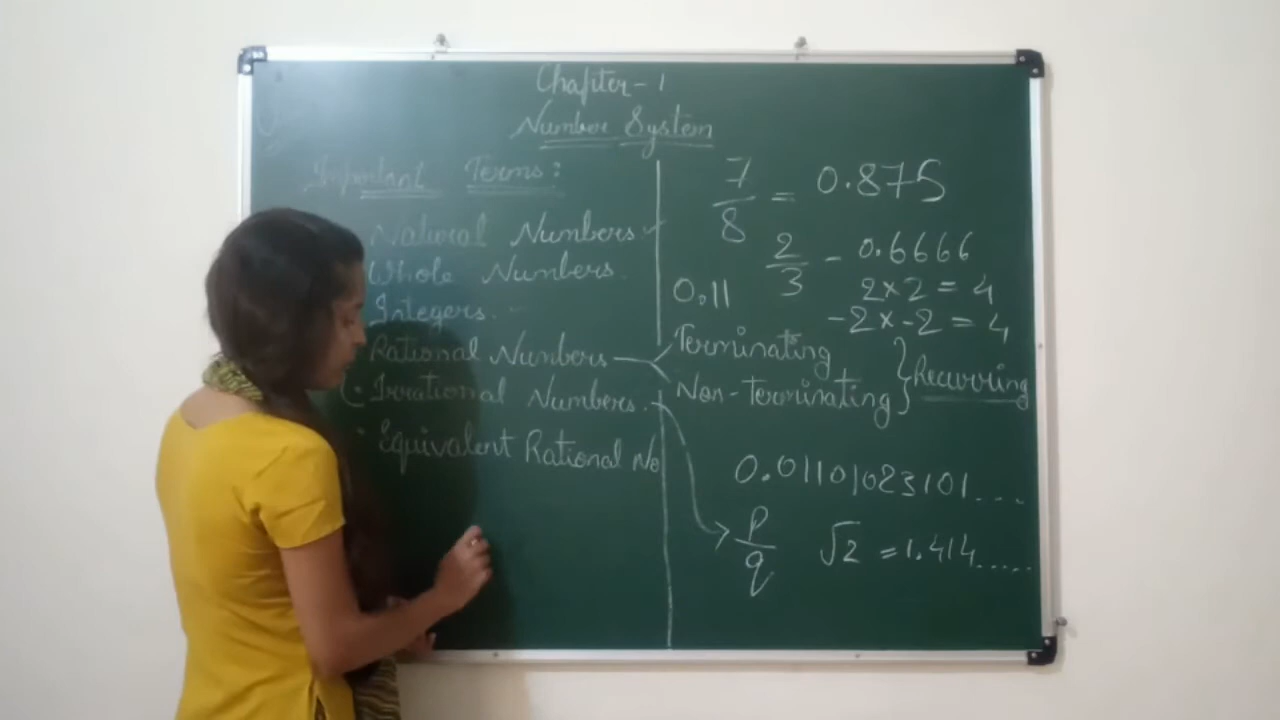 Chapter - 1
Number System
Important Terms:
Natural Numbers
Whole Numbers.
Integers.
Rational Numbers
• Irrational Numbers.
• Equivalent Rational No
7/8 = 0.875
2/3 - 0.6666
2×2 = 4
0.11
-2×-2 = 4
Terminating
Non-terminating } Recurring
0.01101023101....
p/q √2 = 1.414.....